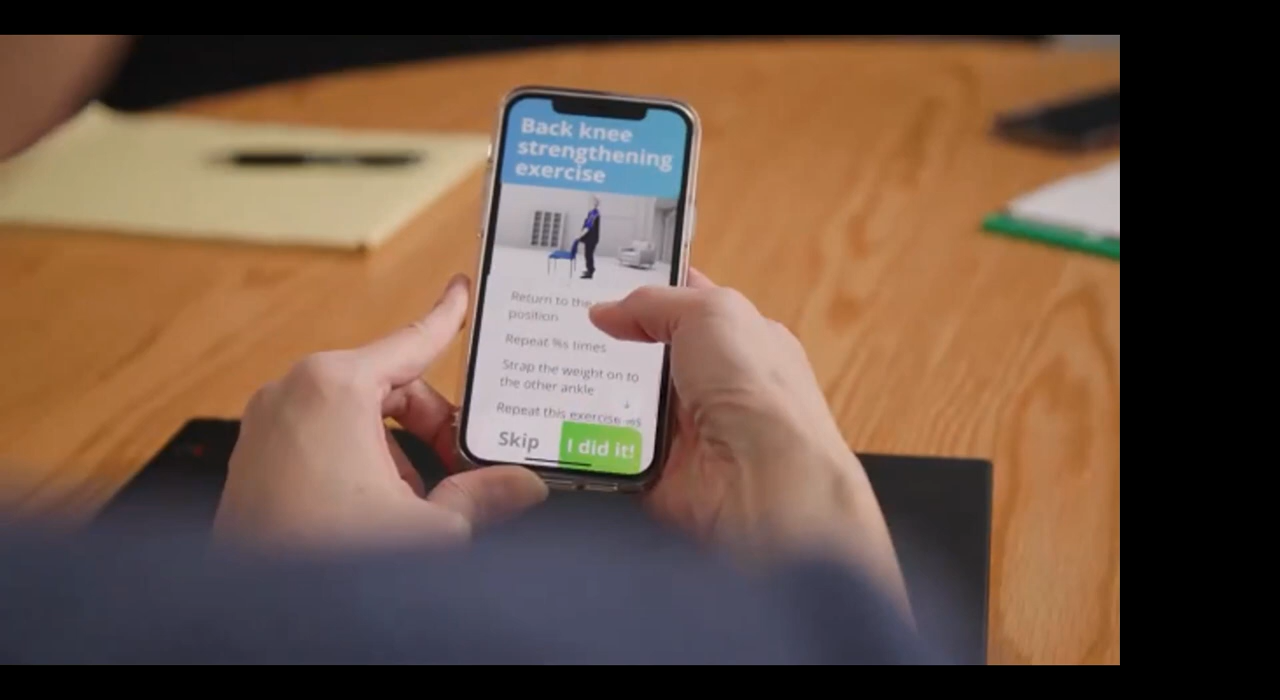 Back knee
strengthening
exercise
Return to the
position
Repeat %s times
Strap the weight on to
the other ankle
Repeat this exercise %s
Skip
I did it!